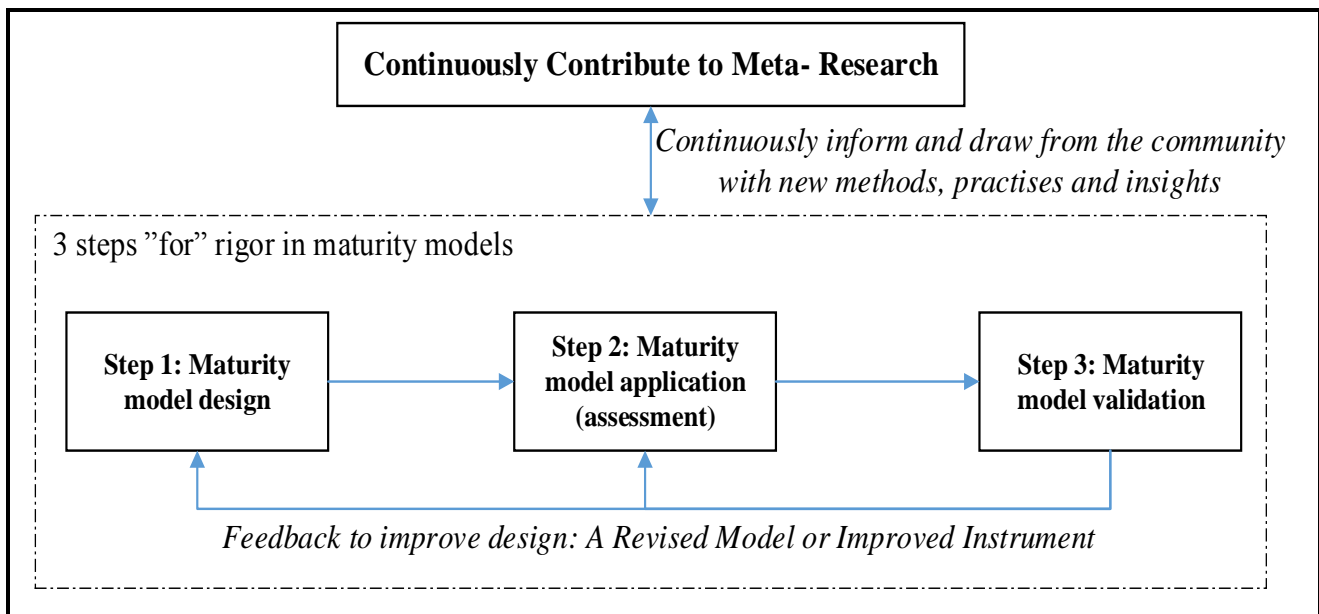 Continuously Contribute to Meta- Research
Continuously inform and draw from the community
with new methods, practises and insights
3 steps ”for” rigor in maturity models
Step 1: Maturity
model design
Step 2: Maturity
model application
(assessment)
Step 3: Maturity
model validation
Feedback to improve design: A Revised Model or Improved Instrument